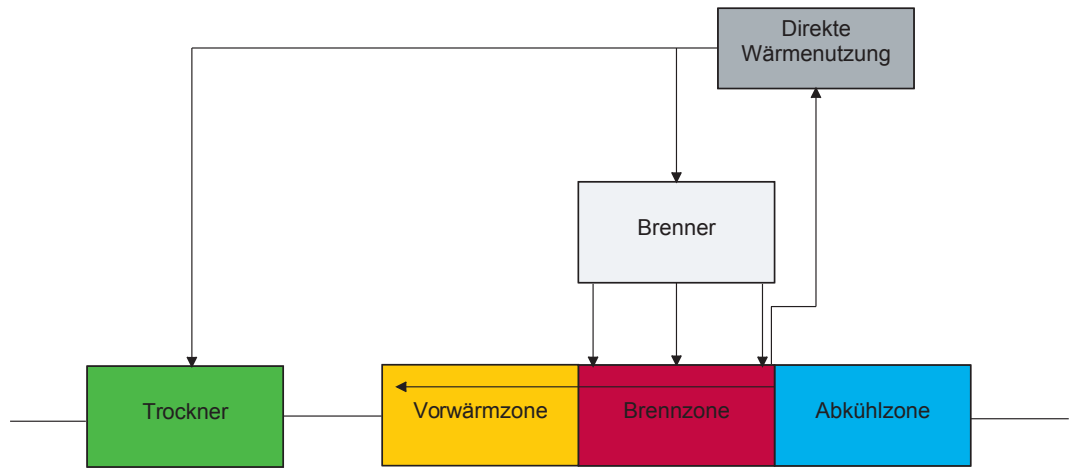 Direkte
Wärmenutzung
Brenner
Trockner
Vorwärmzone
Brennzone
Abkühlzone